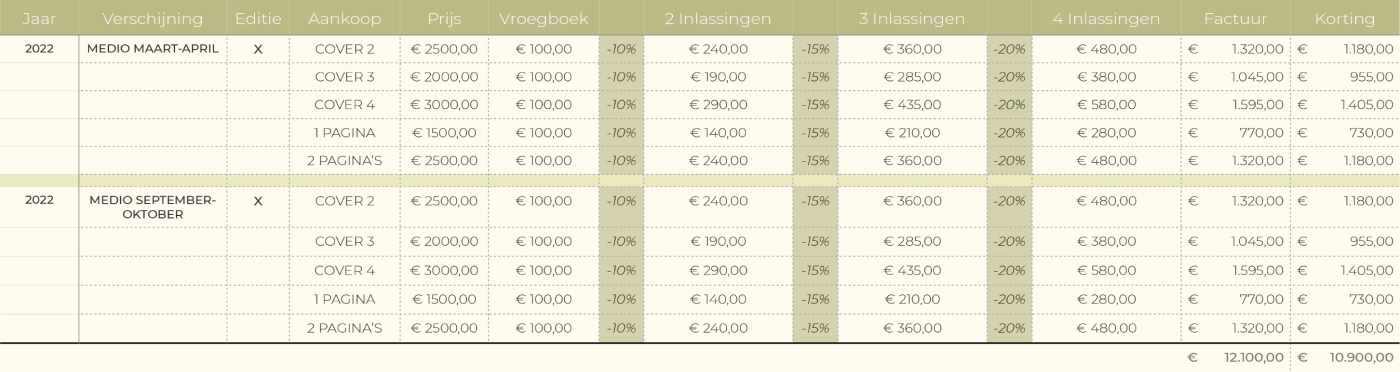 Jaar Verschijning Editie Aankoop Prijs Vroegboek 2 Inlassingen 3 Inlassingen 4 Inlassingen Factuur Korting
2022 MEDIO MAART-APRIL X COVER 2 € 2500,00 € 100,00 -10% € 240,00 -15% € 360,00 -20% € 480,00 € 1.320,00 € 1.180,00
COVER 3 € 2000,00 € 100,00 -10% € 190,00 -15% € 285,00 -20% € 380,00 € 1.045,00 € 955,00
COVER 4 € 3000,00 € 100,00 -10% € 290,00 -15% € 435,00 -20% € 580,00 € 1.595,00 € 1.405,00
1 PAGINA € 1500,00 € 100,00 -10% € 140,00 -15% € 210,00 -20% € 280,00 € 770,00 € 730,00
2 PAGINA'S € 2500,00 € 100,00 -10% € 240,00 -15% € 360,00 -20% € 480,00 € 1.320,00 € 1.180,00
2022 MEDIO SEPTEMBER- X COVER 2 € 2500,00 € 100,00 -10% € 240,00 -15% € 360,00 -20% € 480,00 € 1.320,00 € 1.180,00
OKTOBER
COVER 3 € 2000,00 € 100,00 -10% € 190,00 -15% € 285,00 -20% € 380,00 € 1.045,00 € 955,00
COVER 4 € 3000,00 € 100,00 -10% € 290,00 -15% € 435,00 -20% € 580,00 € 1.595,00 € 1.405,00
1 PAGINA € 1500,00 € 100,00 -10% € 140,00 -15% € 210,00 -20% € 280,00 € 770,00 € 730,00
2 PAGINA'S € 2500,00 € 100,00 -10% € 240,00 -15% € 360,00 -20% € 480,00 € 1.320,00 € 1.180,00
€ 12.100,00 € 10.900,00